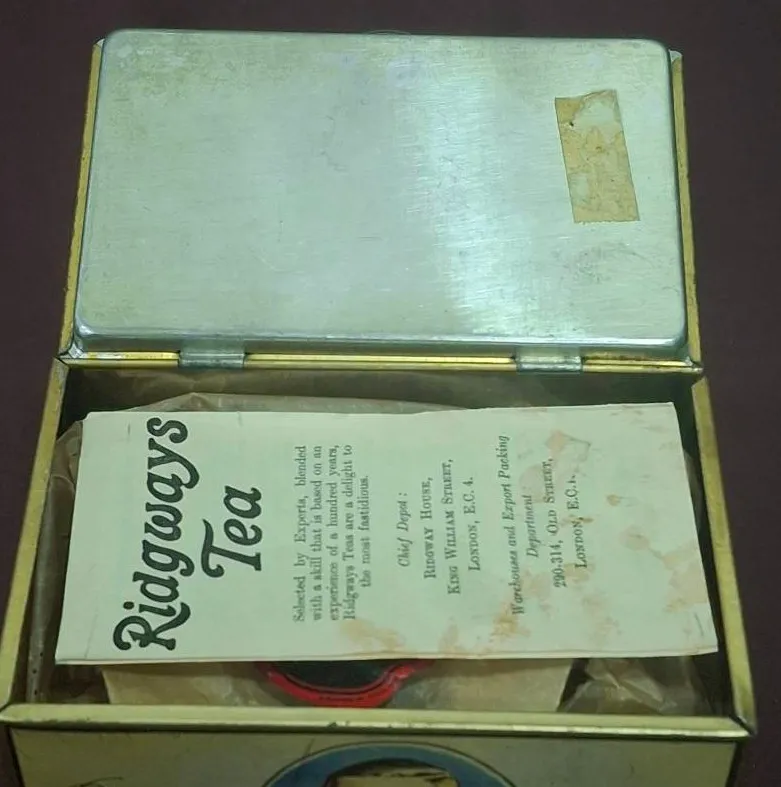 Ridgways
Tea
Selected by Experts, blended
with a skill that is based on an
experience of a hundred years,
Ridgways Teas are a delight to
the most fastidious.
Chief Depot :
RIDGWAY HOUSE,
KING WILLIAM STREET,
LONDON, E.C. 4.
Warehouses and Export Packing
Department
290-314, OLD STREET,
LONDON, E.C.1.